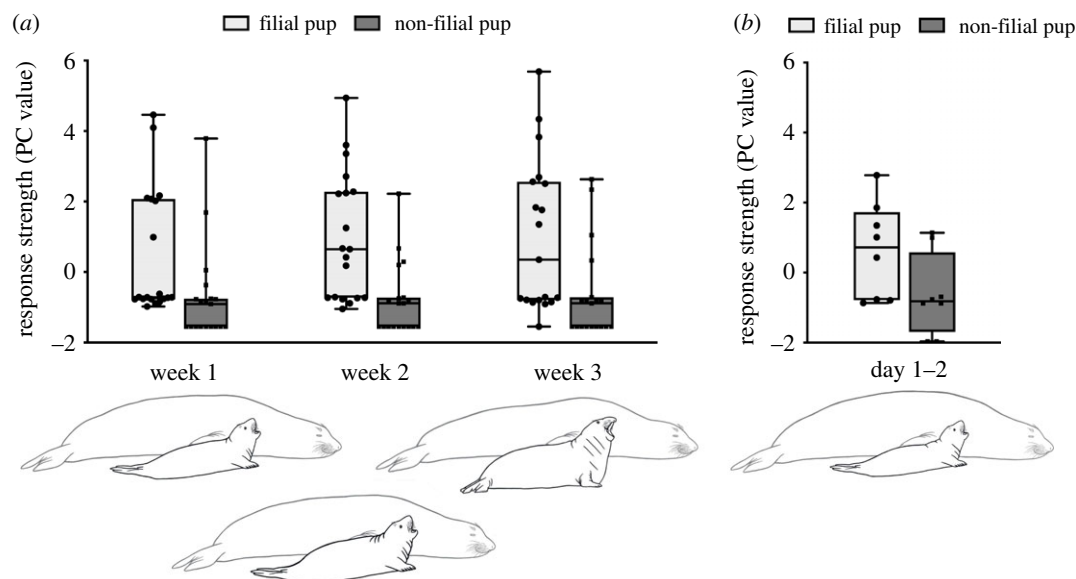 (a)
filial pup non-filial pup
response strength (PC value)
6
4
2
0
−2
week 1 week 2 week 3
(b)
filial pup non-filial pup
response strength (PC value)
6
4
2
0
−2
day 1–2